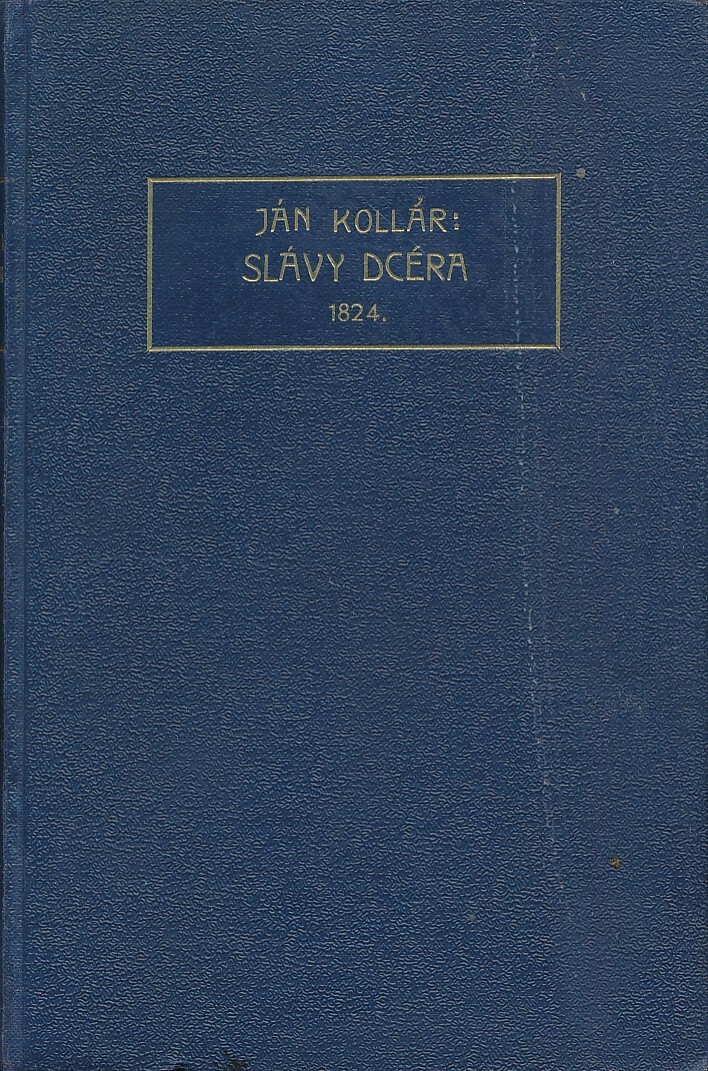 JÁN KOLLÁR:
SLÁVY DCÉRA
1824.